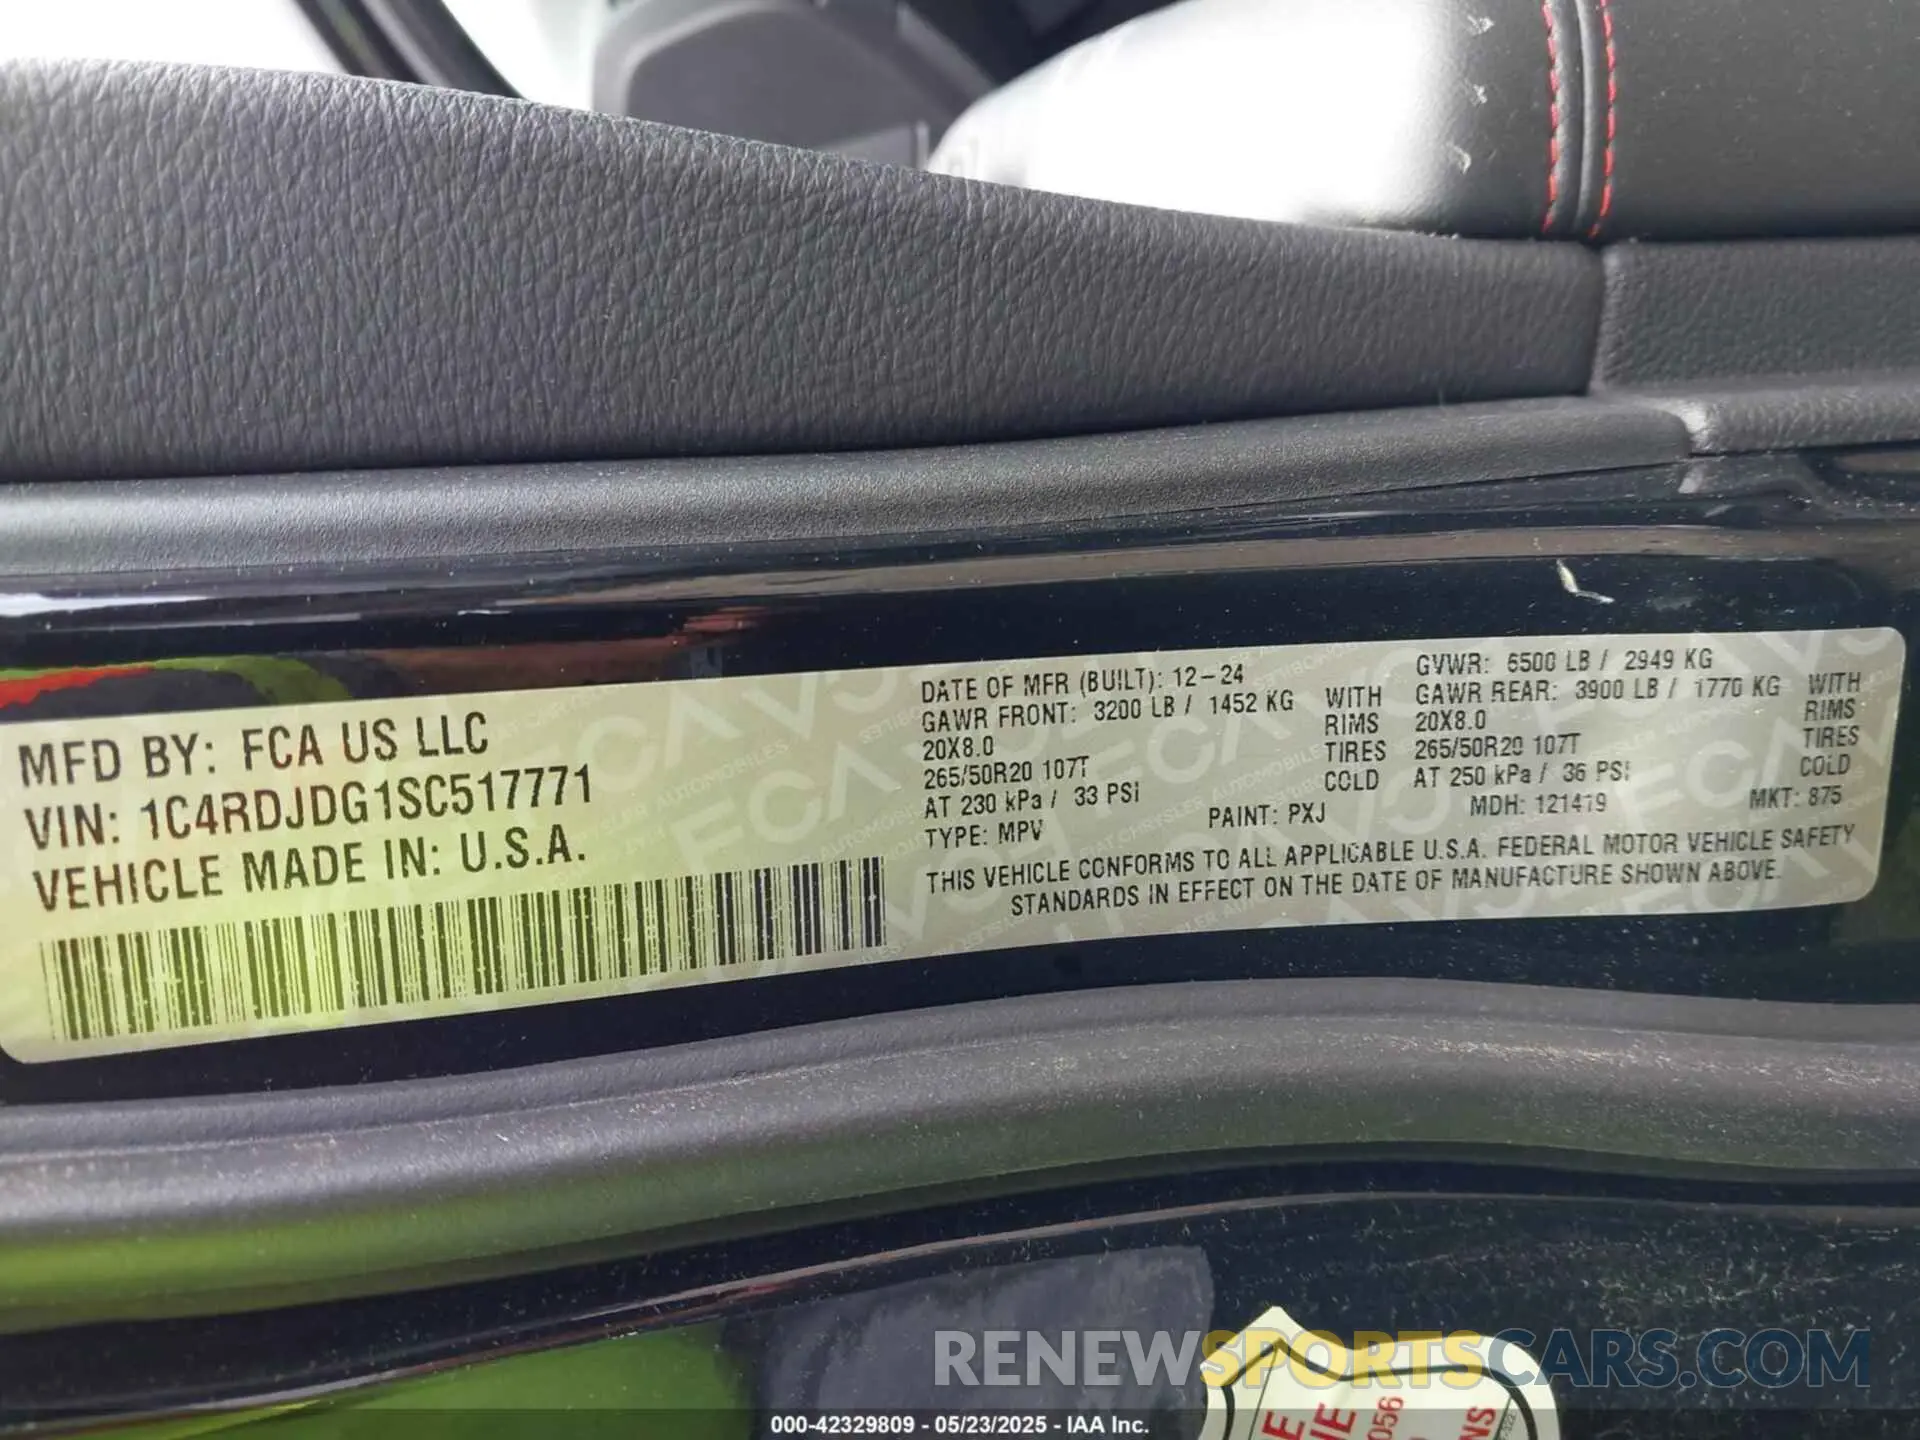 MFD BY: FCA US LLC
VIN: 1C4RDJDG1SC517771
VEHICLE MADE IN: U.S.A.
DATE OF MFR (BUILT): 12-24
GAWR FRONT: 3200 LB / 1452 KG WITH
20X8.0 RIMS
265/50R20 107T TIRES
AT 230 kPa / 33 PSI COLD
TYPE: MPV
GVWR: 6500 LB / 2949 KG
GAWR REAR: 3900 LB / 1770 KG WITH
20X8.0 RIMS
265/50R20 107T TIRES
AT 250 kPa / 36 PSI COLD
PAINT: PXJ MDH: 121419 MKT: 875
THIS VEHICLE CONFORMS TO ALL APPLICABLE U.S.A. FEDERAL MOTOR VEHICLE SAFETY
STANDARDS IN EFFECT ON THE DATE OF MANUFACTURE SHOWN ABOVE.
RENEWSPORTSCARS.COM
000-42329809 - 05/23/2025 - IAA Inc.